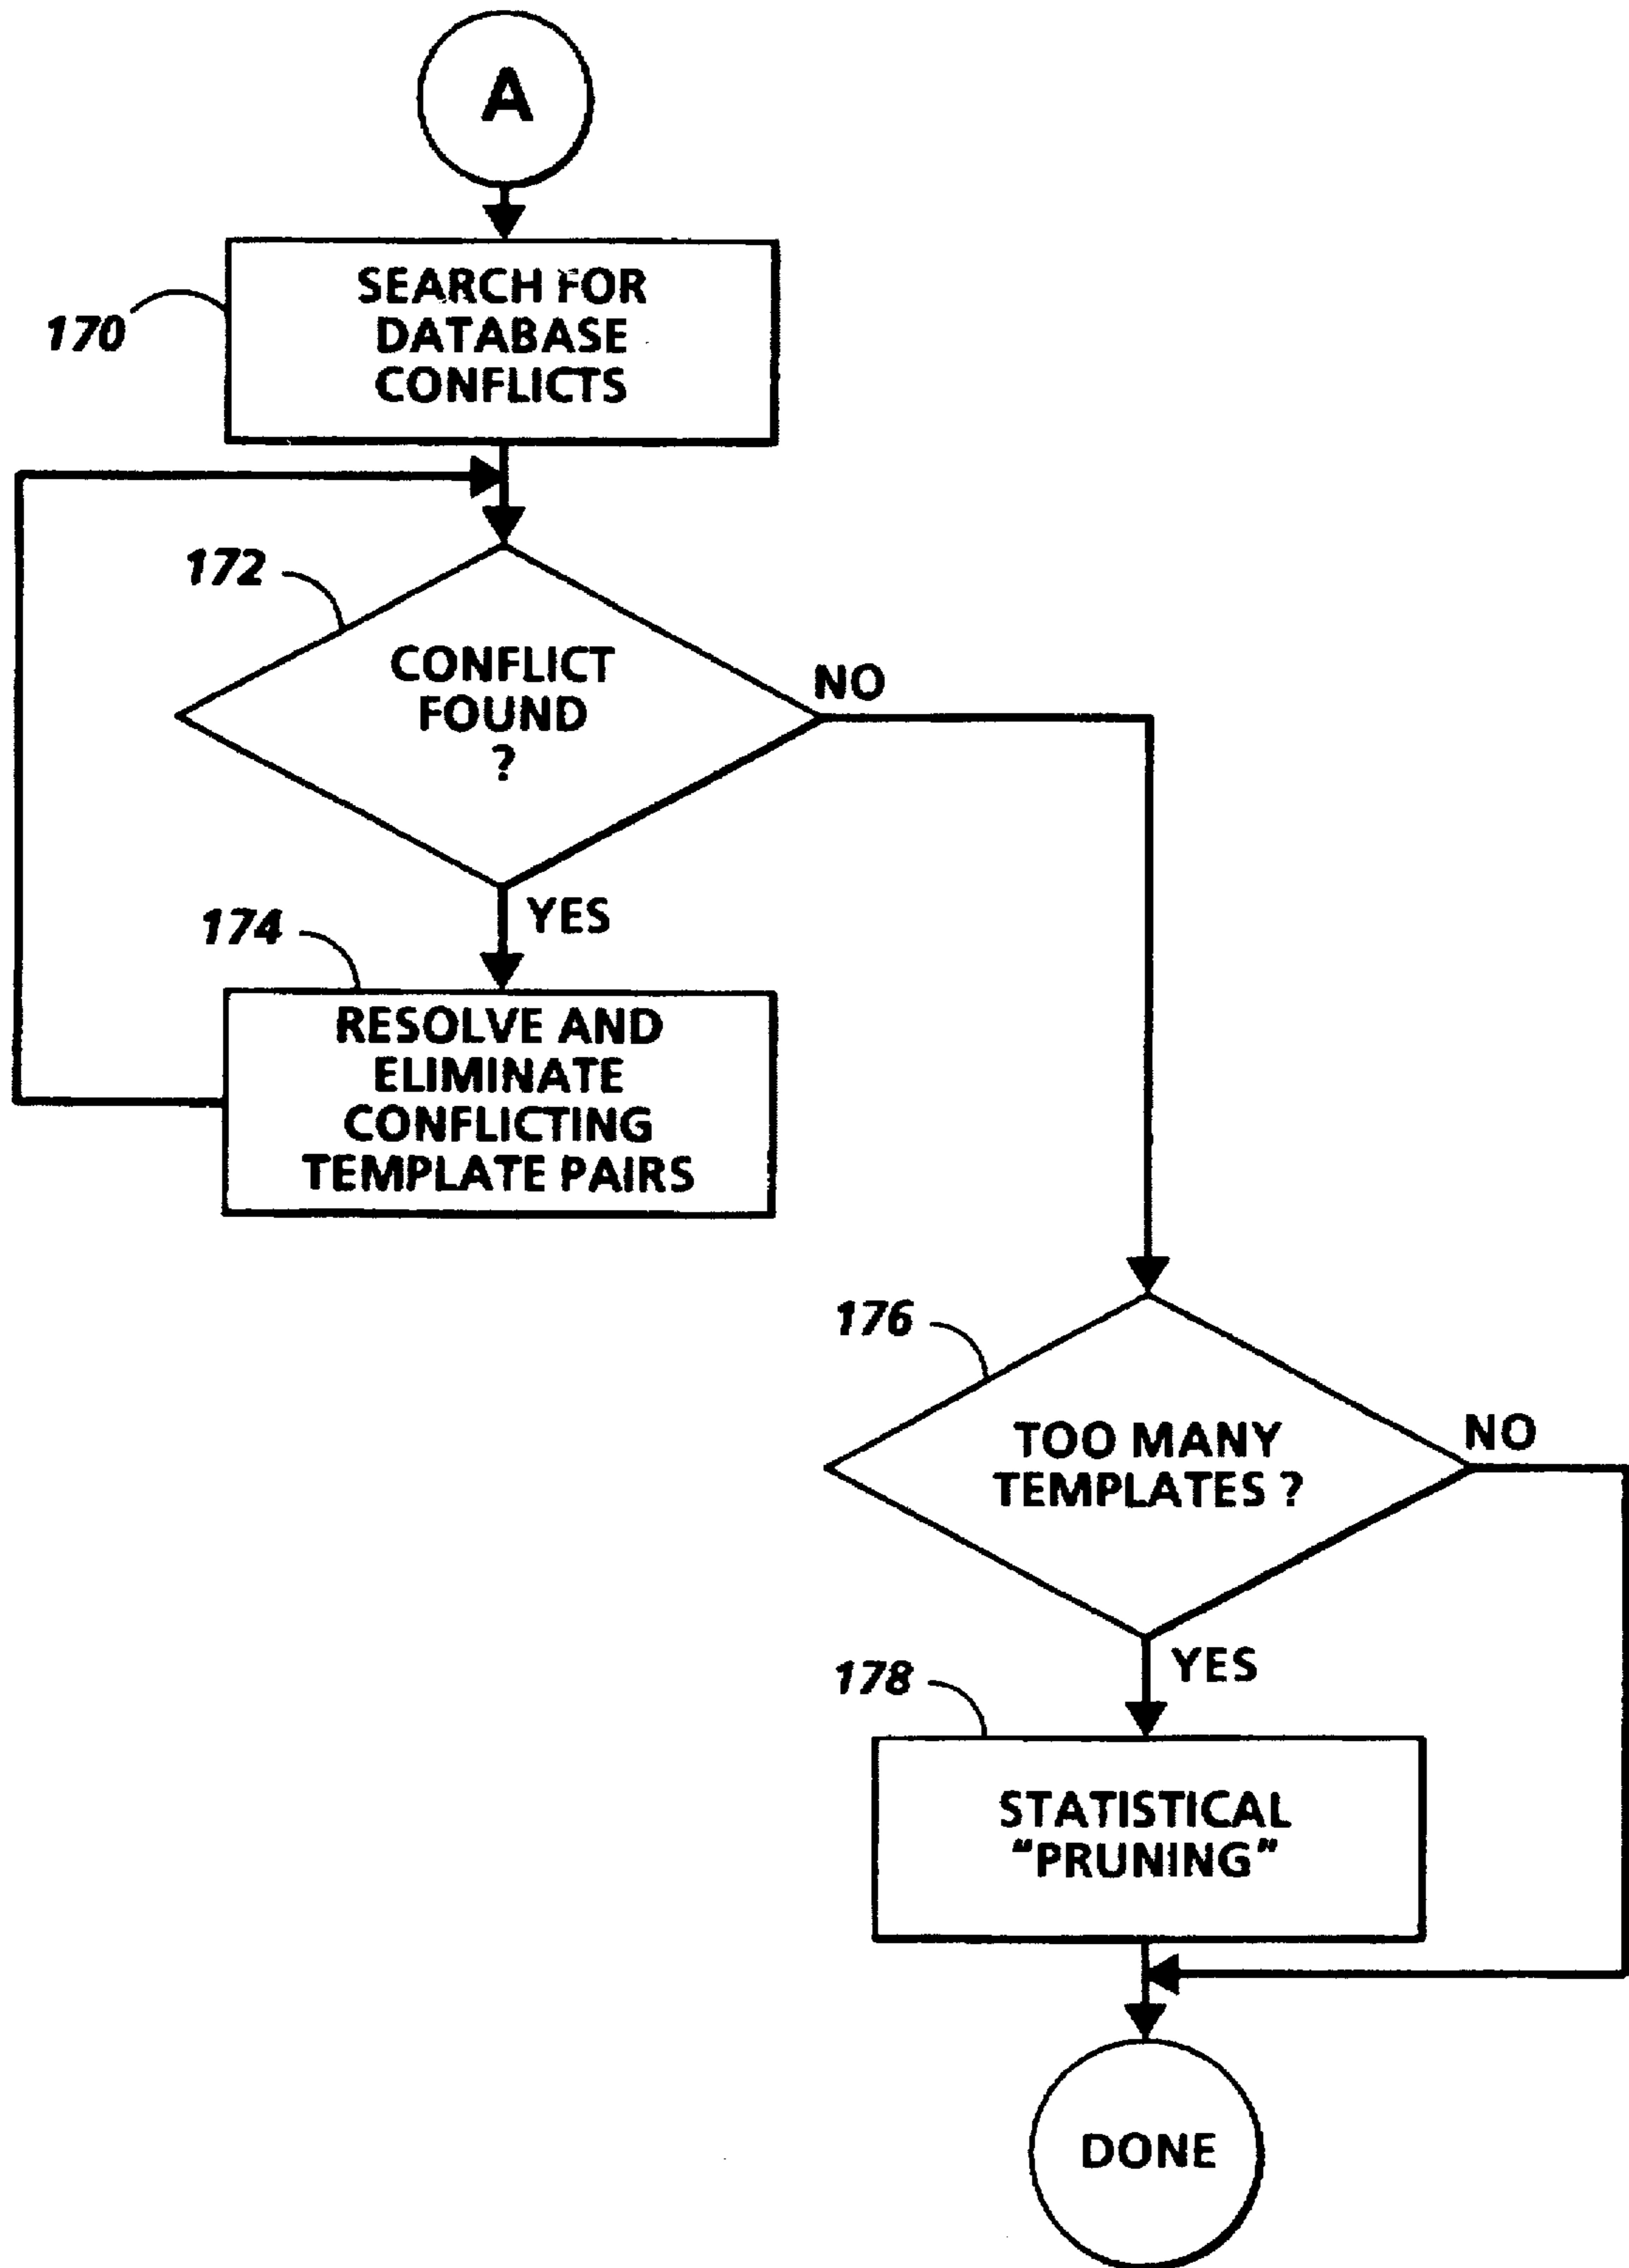 A
SEARCH FOR
DATABASE
CONFLICTS
170
172
CONFLICT
FOUND
?
NO
YES
174
RESOLVE AND
ELIMINATE
CONFLICTING
TEMPLATE PAIRS
176
TOO MANY
TEMPLATES ?
NO
YES
178
STATISTICAL
"PRUNING"
DONE